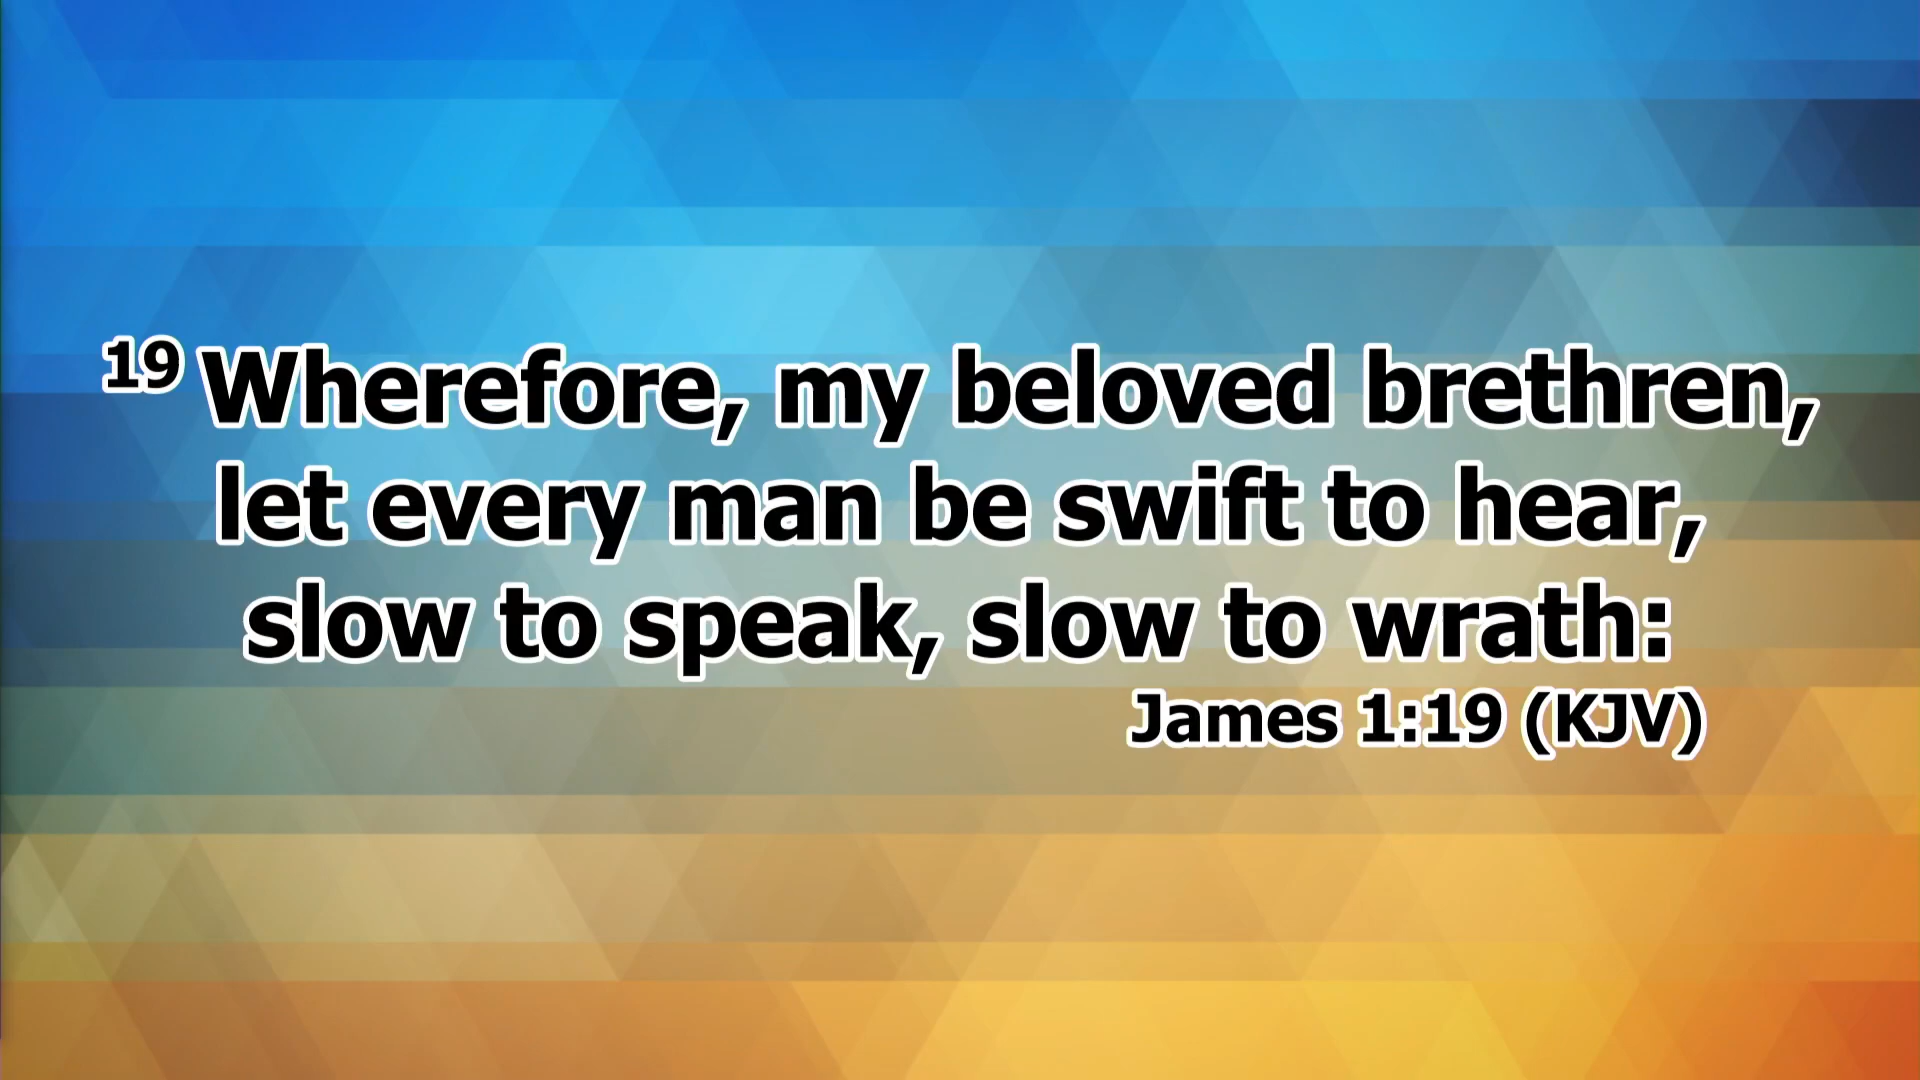 19 Wherefore, my beloved brethren,
let every man be swift to hear,
slow to speak, slow to wrath:
James 1:19 (KJV)